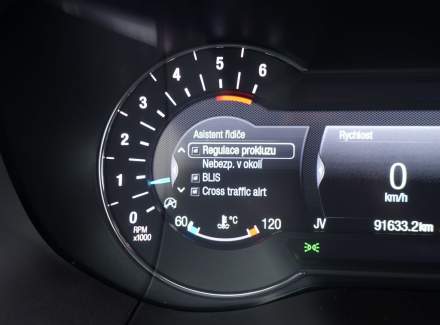 6
5
4
3
2
1
0
RPM
x1000
Asistent řidiče
Regulace prokluzu
Nebezp. v okolí
BLIS
Cross traffic alrt
60
°C
120
Rychlost
0
km/h
JV
91633.2km